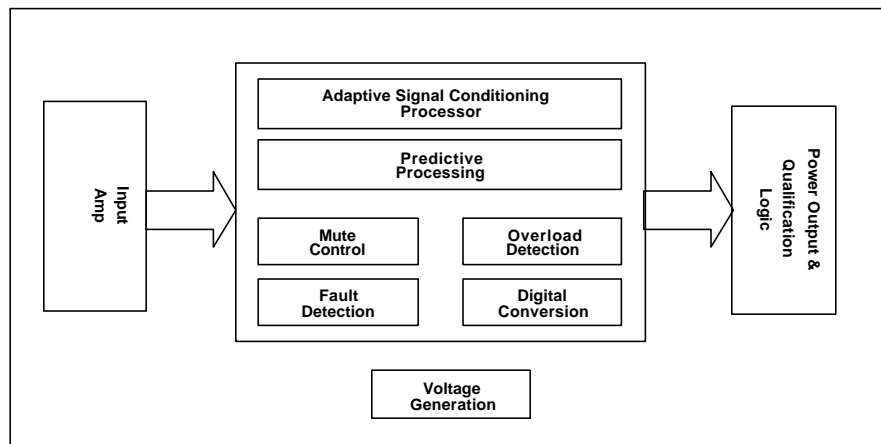 Input
Amp
Adaptive Signal Conditioning
Processor
Predictive
Processing
Mute
Control
Overload
Detection
Fault
Detection
Digital
Conversion
Power Output &
Qualification
Logic
Voltage
Generation